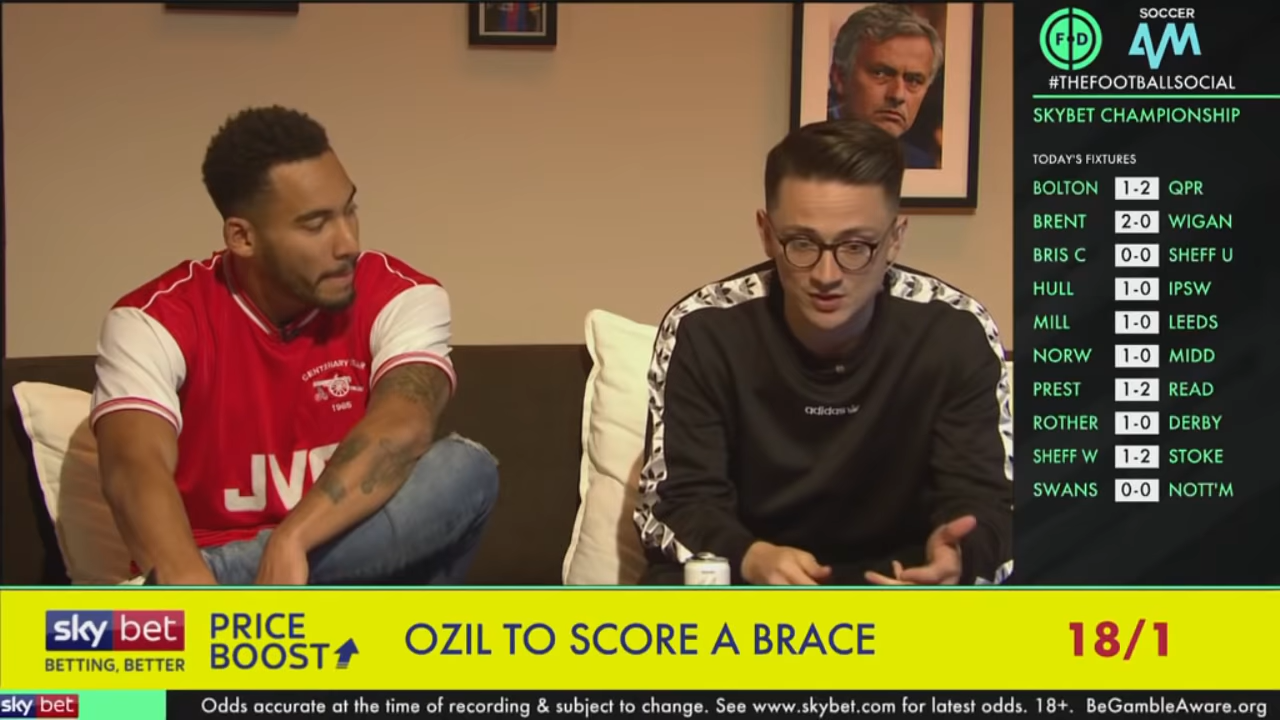 F•D
SOCCER
AM
#THEFOOTBALLSOCIAL
SKYBET CHAMPIONSHIP
TODAY'S FIXTURES
BOLTON 1-2 QPR
BRENT 2-0 WIGAN
BRIS C 0-0 SHEFF U
HULL 1-0 IPSW
MILL 1-0 LEEDS
NORW 1-0 MIDD
PREST 1-2 READ
ROTHER 1-0 DERBY
SHEFF W 1-2 STOKE
SWANS 0-0 NOTT'M
CENTENARY
1985
JVC
adidas
sky bet
BETTING, BETTER
PRICE
BOOST
OZIL TO SCORE A BRACE
18/1
sky bet
Odds accurate at the time of recording & subject to change. See www.skybet.com for latest odds. 18+. BeGambleAware.org